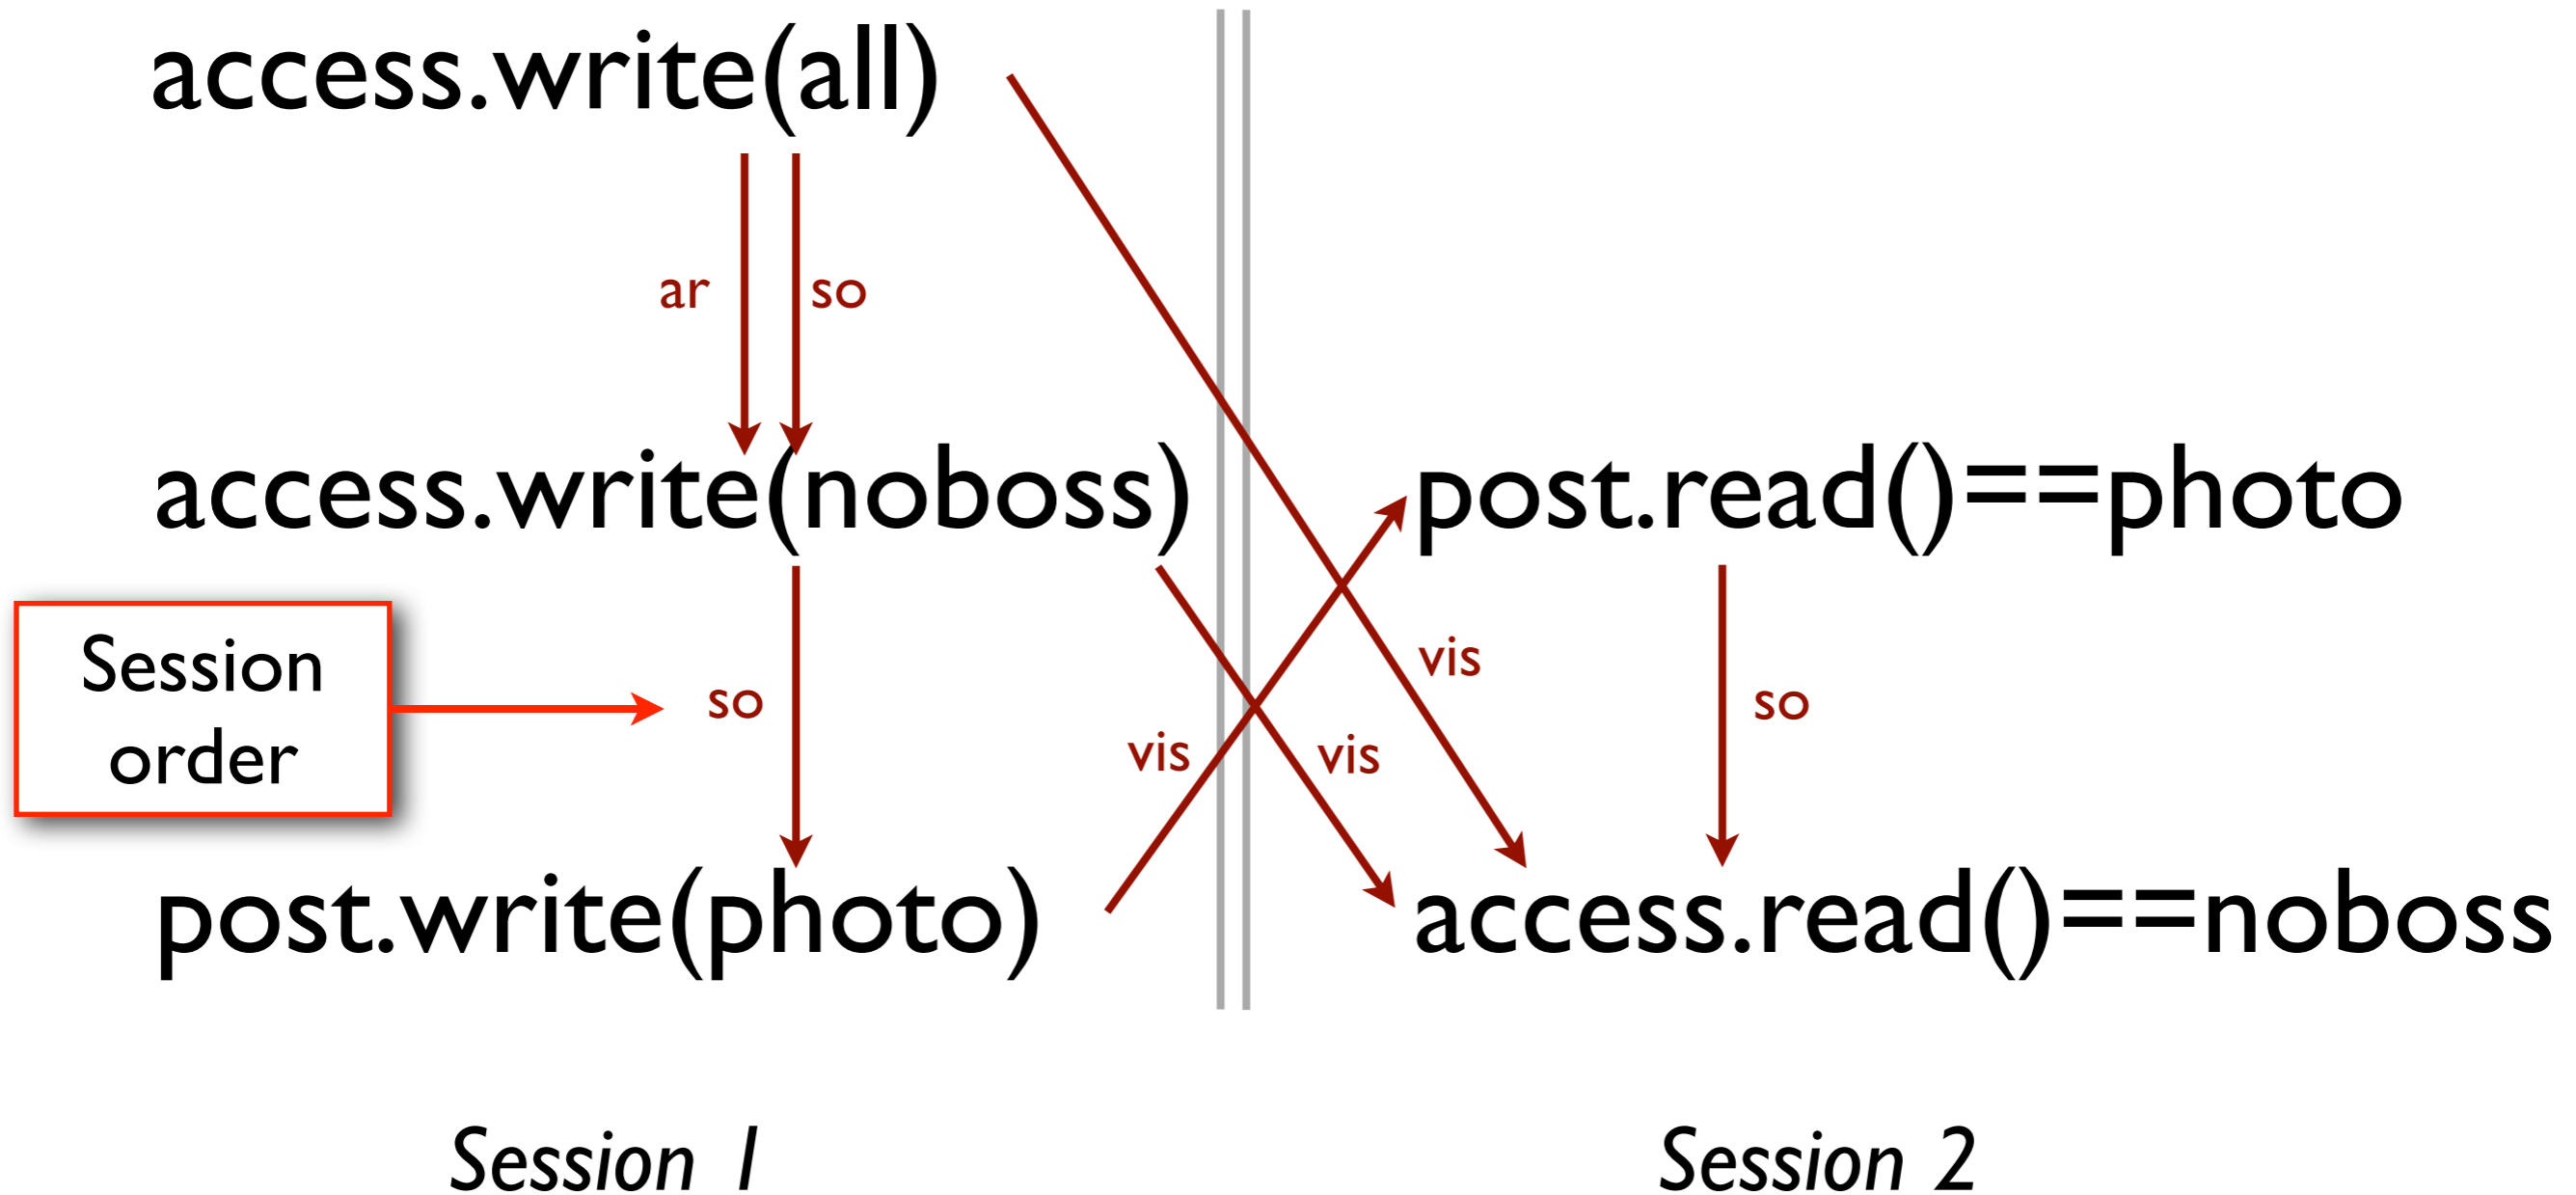 access.write(all)
ar
so
access.write(noboss)
post.read()==photo
Session
order
so
vis
vis
vis
so
post.write(photo)
access.read()==noboss
Session 1
Session 2